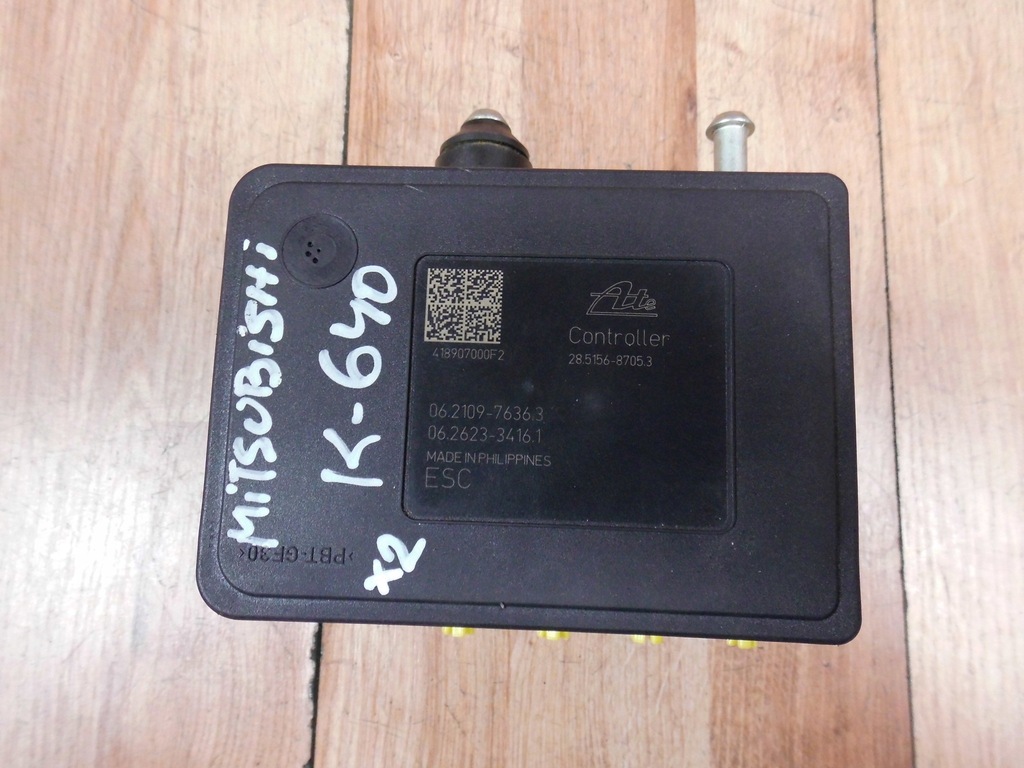 MiTSUBiSHi
K-640
x2
Ate
Controller
28.5156-8705.3
418907000F2
06.2109-7636.3
06.2623-3416.1
MADE IN PHILIPPINES
ESC
>PBT-GF30<